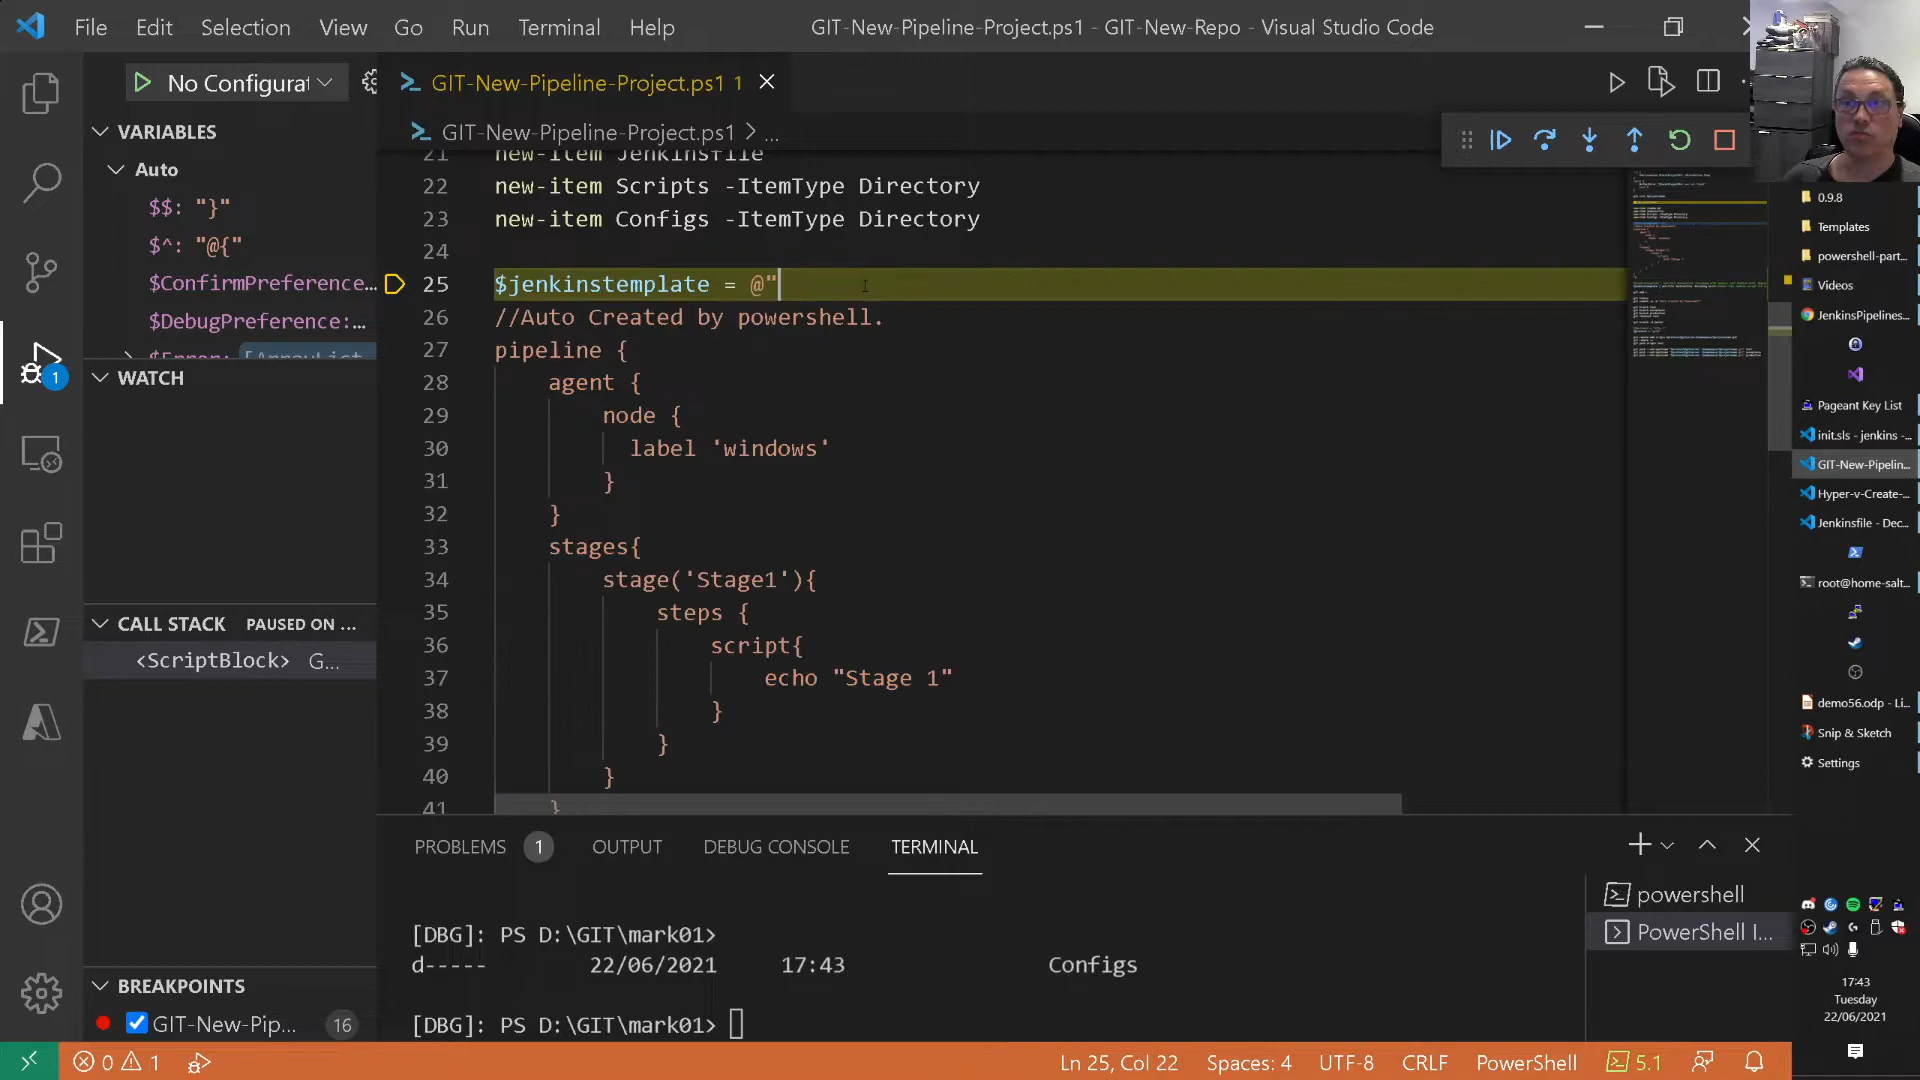 File Edit Selection View Go Run Terminal Help
GIT-New-Pipeline-Project.ps1 - GIT-New-Repo - Visual Studio Code
No Configurat
GIT-New-Pipeline-Project.ps1 1
GIT-New-Pipeline-Project.ps1 > ...
VARIABLES
Auto
$$: "}"
$^: "@{"
$ConfirmPreference...
$DebugPreference:...
$Error: [ArrayList
WATCH
CALL STACK PAUSED ON ...
<ScriptBlock> G...
BREAKPOINTS
GIT-New-Pip... 16
21 new-item Jenkinsfile
22 new-item Scripts -ItemType Directory
23 new-item Configs -ItemType Directory
24
25 $jenkinstemplate = @"
26 //Auto Created by powershell.
27 pipeline {
28 agent {
29 node {
30 label 'windows'
31 }
32 }
33 stages{
34 stage('Stage1'){
35 steps {
36 script{
37 echo "Stage 1"
38 }
39 }
40 }
41 }
PROBLEMS 1 OUTPUT DEBUG CONSOLE TERMINAL
[DBG]: PS D:\GIT\mark01>
d----- 22/06/2021 17:43 Configs
[DBG]: PS D:\GIT\mark01>
powershell
PowerShell I...
0 1 Ln 25, Col 22 Spaces: 4 UTF-8 CRLF PowerShell 5.1
1
0.9.8
Templates
powershell-part...
Videos
JenkinsPipelines...
Pageant Key List
init.sls - jenkins -...
GIT-New-Pipelin...
Hyper-v-Create-...
Jenkinsfile - Dec...
root@home-salt...
demo56.odp - Li...
Snip & Sketch
Settings
17:43
Tuesday
22/06/2021